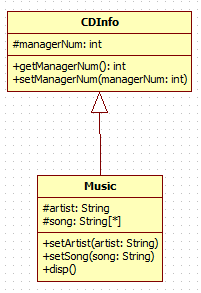 CDInfo
#managerNum: int
+getManagerNum(): int
+setManagerNum(managerNum: int)
Music
#artist: String
#song: String[*]
+setArtist(artist: String)
+setSong(song: String)
+disp()